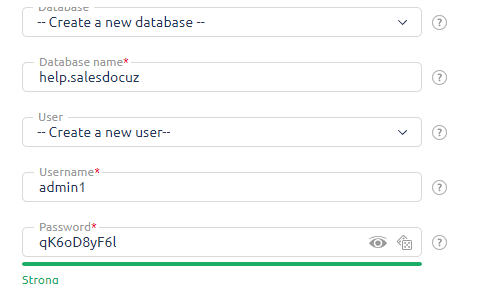 Database
-- Create a new database --
Database name*
help.salesdocuz
User
-- Create a new user--
Username*
admin1
Password*
qK6oD8yF6l
Strong